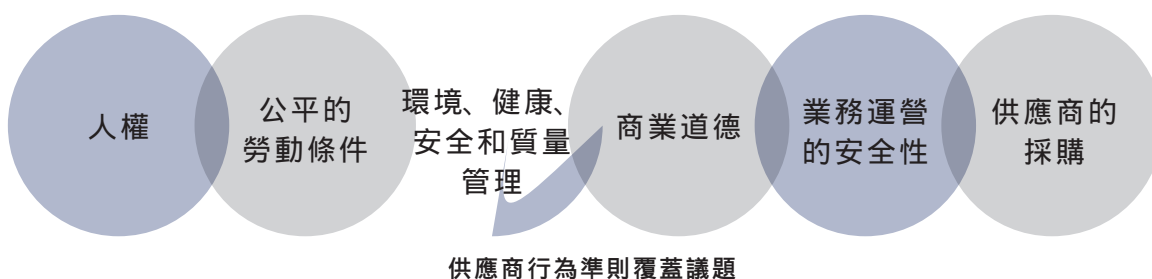 人權
公平的
勞動條件
環境、健康、
安全和質量
管理
商業道德
業務運營
的安全性
供應商的
採購
供應商行為準則覆蓋議題